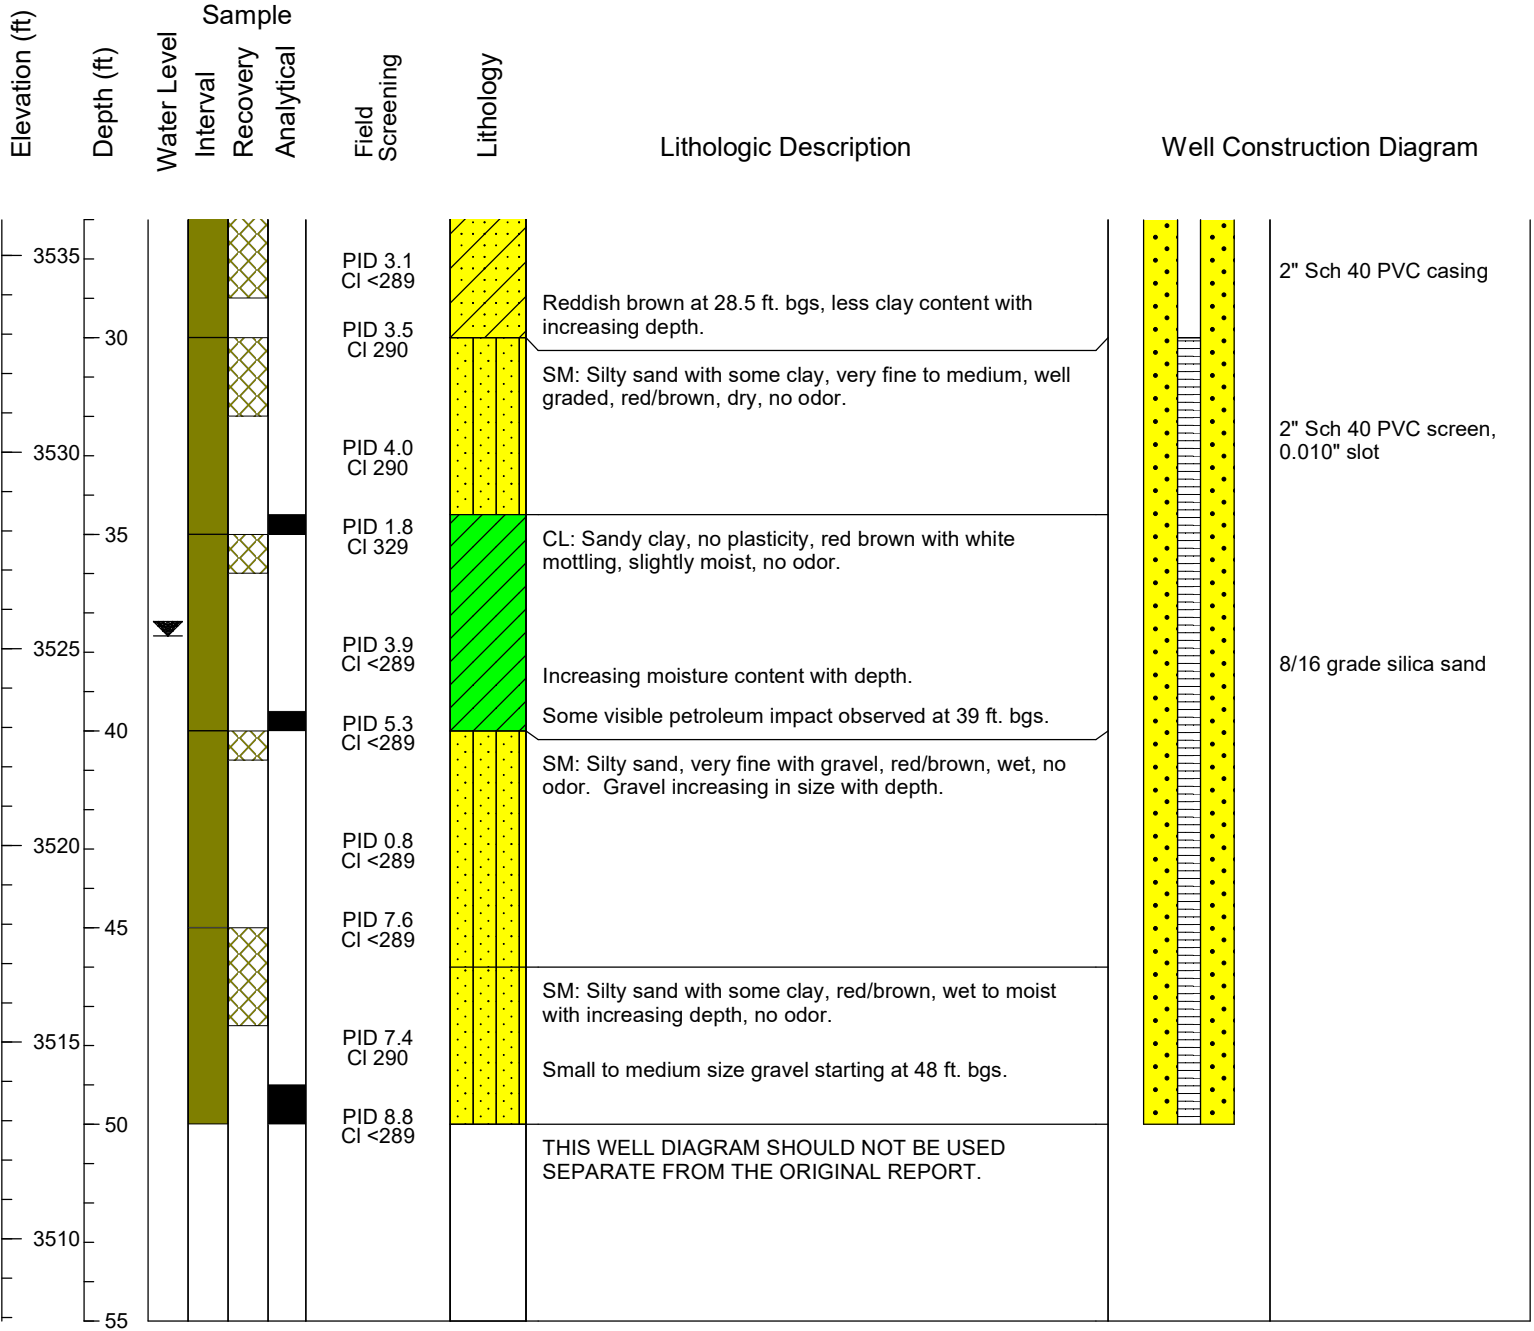 Sample
Elevation (ft)
Depth (ft)
Water Level
Interval
Recovery
Analytical
Field
Screening
Lithology
Lithologic Description
Well Construction Diagram
3535
PID 3.1
Cl <289
2" Sch 40 PVC casing
Reddish brown at 28.5 ft. bgs, less clay content with
increasing depth.
30
PID 3.5
Cl 290
SM: Silty sand with some clay, very fine to medium, well
graded, red/brown, dry, no odor.
3530
PID 4.0
Cl 290
2" Sch 40 PVC screen,
0.010" slot
35
PID 1.8
Cl 329
CL: Sandy clay, no plasticity, red brown with white
mottling, slightly moist, no odor.
3525
PID 3.9
Cl <289
8/16 grade silica sand
Increasing moisture content with depth.
Some visible petroleum impact observed at 39 ft. bgs.
40
PID 5.3
Cl <289
SM: Silty sand, very fine with gravel, red/brown, wet, no
odor.  Gravel increasing in size with depth.
3520
PID 0.8
Cl <289
45
PID 7.6
Cl <289
SM: Silty sand with some clay, red/brown, wet to moist
with increasing depth, no odor.
3515
PID 7.4
Cl 290
Small to medium size gravel starting at 48 ft. bgs.
50
PID 8.8
Cl <289
THIS WELL DIAGRAM SHOULD NOT BE USED
SEPARATE FROM THE ORIGINAL REPORT.
3510
55